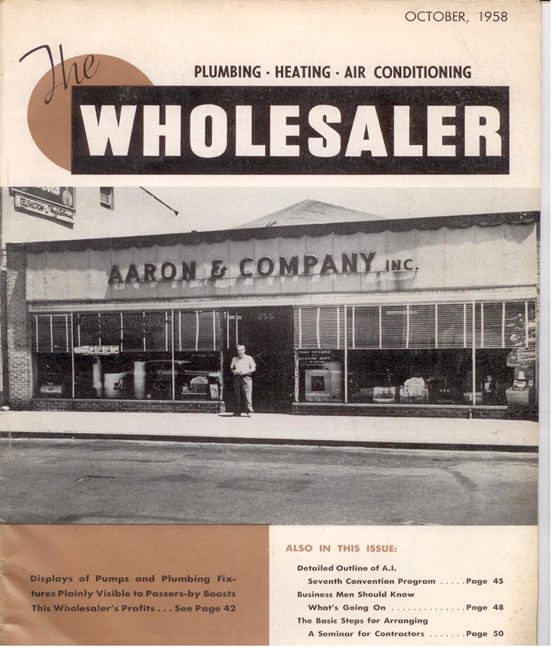 OCTOBER, 1958
The
PLUMBING · HEATING · AIR CONDITIONING
WHOLESALER
TELEVISION
AARON & COMPANY INC.
255
Displays of Pumps and Plumbing Fix-
tures Plainly Visible to Passers-by Boosts
This Wholesaler's Profits . . . See Page 42
ALSO IN THIS ISSUE:
Detailed Outline of A.I.
Seventh Convention Program . . . . . Page 45
Business Men Should Know
What's Going On . . . . . . . . . . . . . . Page 48
The Basic Steps for Arranging
A Seminar for Contractors . . . . . . . Page 50